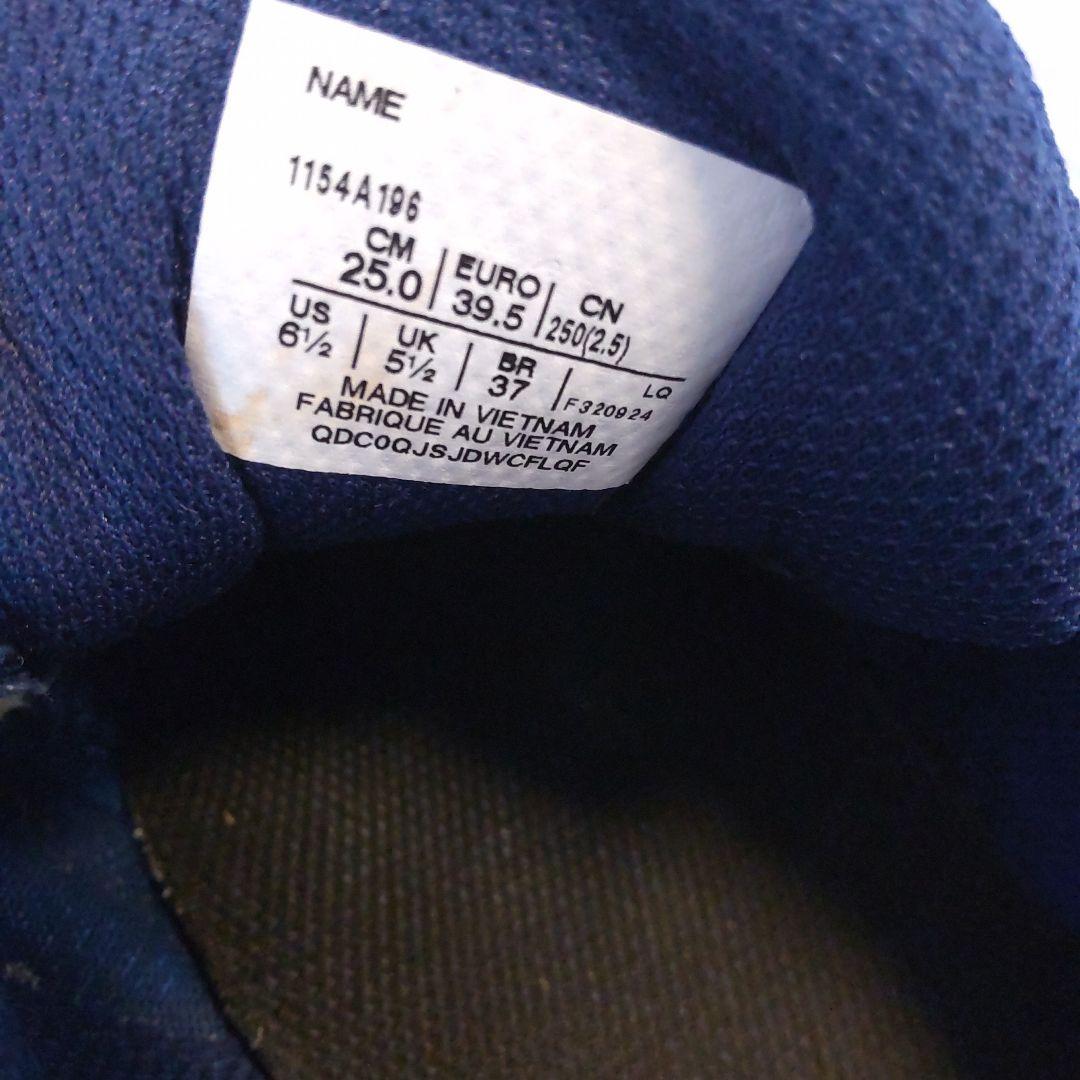 NAME
1154A196
CM EURO CN
25.0 39.5 250(2.5)
US UK BR LQ
6½ 5½ 37 F320924
MADE IN VIETNAM
FABRIQUE AU VIETNAM
QDC0QJSJDWCFLQF